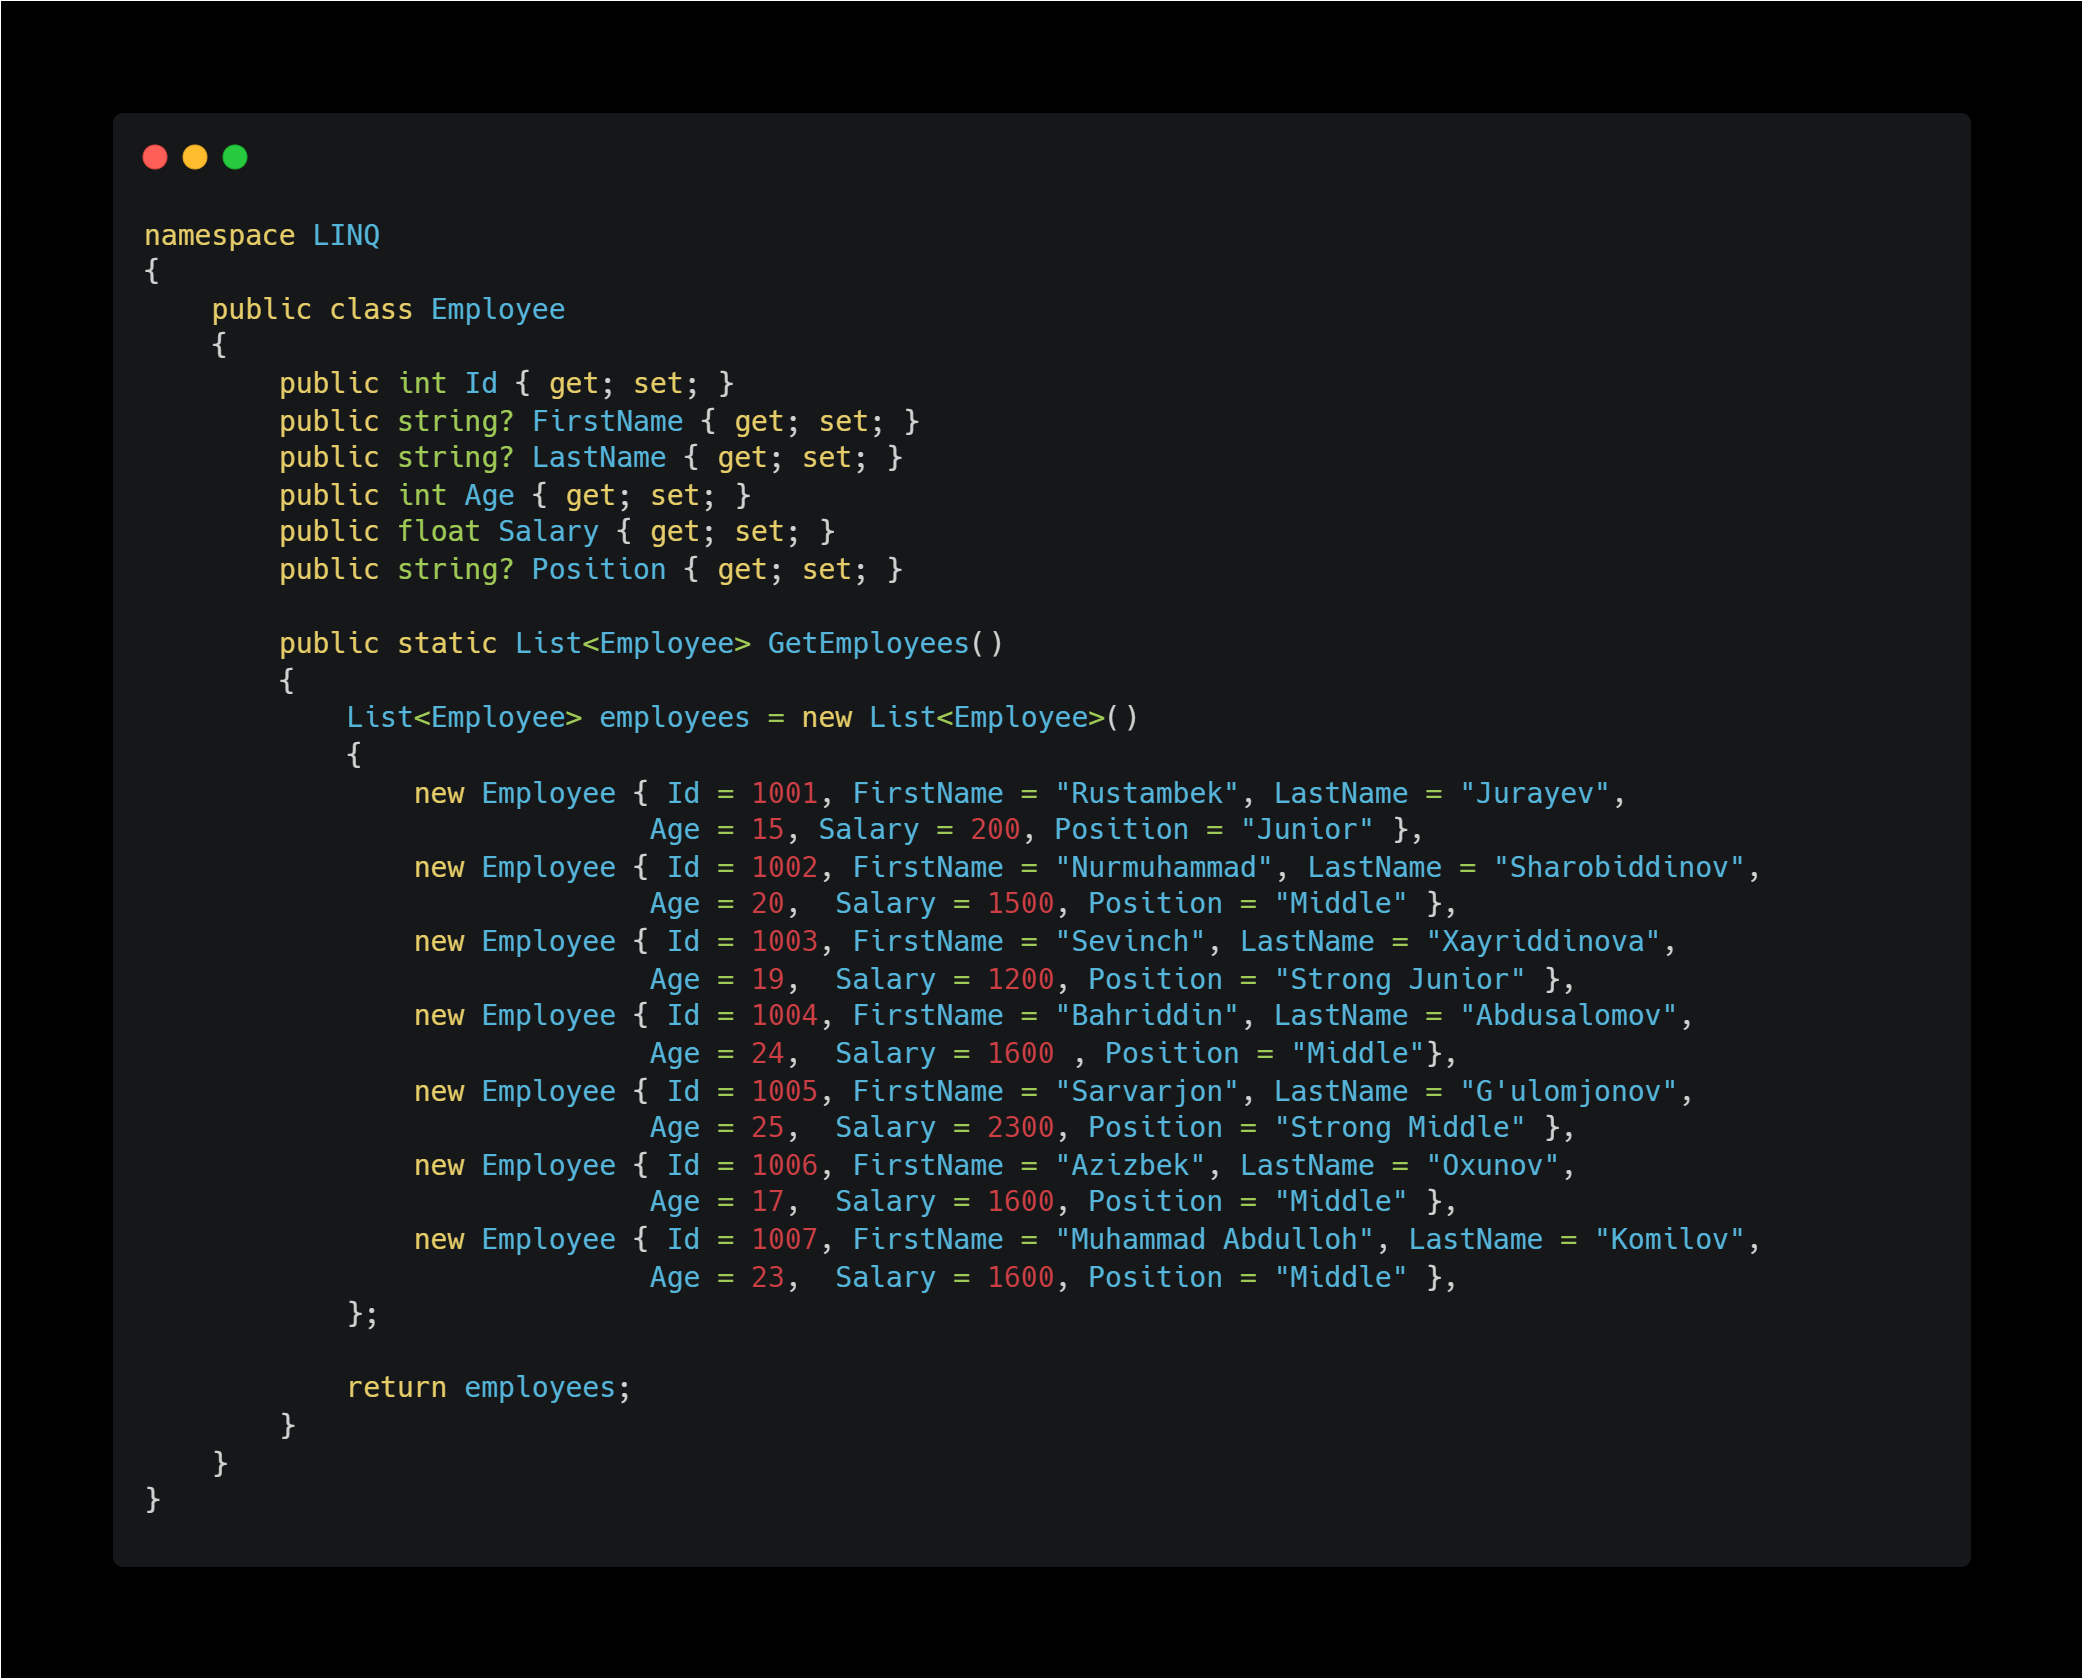 namespace LINQ
{
    public class Employee
    {
        public int Id { get; set; }
        public string? FirstName { get; set; }
        public string? LastName { get; set; }
        public int Age { get; set; }
        public float Salary { get; set; }
        public string? Position { get; set; }

        public static List<Employee> GetEmployees()
        {
            List<Employee> employees = new List<Employee>()
            {
                new Employee { Id = 1001, FirstName = "Rustambek", LastName = "Jurayev",
                              Age = 15, Salary = 200, Position = "Junior" },
                new Employee { Id = 1002, FirstName = "Nurmuhammad", LastName = "Sharobiddinov",
                              Age = 20,  Salary = 1500, Position = "Middle" },
                new Employee { Id = 1003, FirstName = "Sevinch", LastName = "Xayriddinova",
                              Age = 19,  Salary = 1200, Position = "Strong Junior" },
                new Employee { Id = 1004, FirstName = "Bahriddin", LastName = "Abdusalomov",
                              Age = 24,  Salary = 1600 , Position = "Middle"},
                new Employee { Id = 1005, FirstName = "Sarvarjon", LastName = "G'ulomjonov",
                              Age = 25,  Salary = 2300, Position = "Strong Middle" },
                new Employee { Id = 1006, FirstName = "Azizbek", LastName = "Oxunov",
                              Age = 17,  Salary = 1600, Position = "Middle" },
                new Employee { Id = 1007, FirstName = "Muhammad Abdulloh", LastName = "Komilov",
                              Age = 23,  Salary = 1600, Position = "Middle" },
            };

            return employees;
        }
    }
}